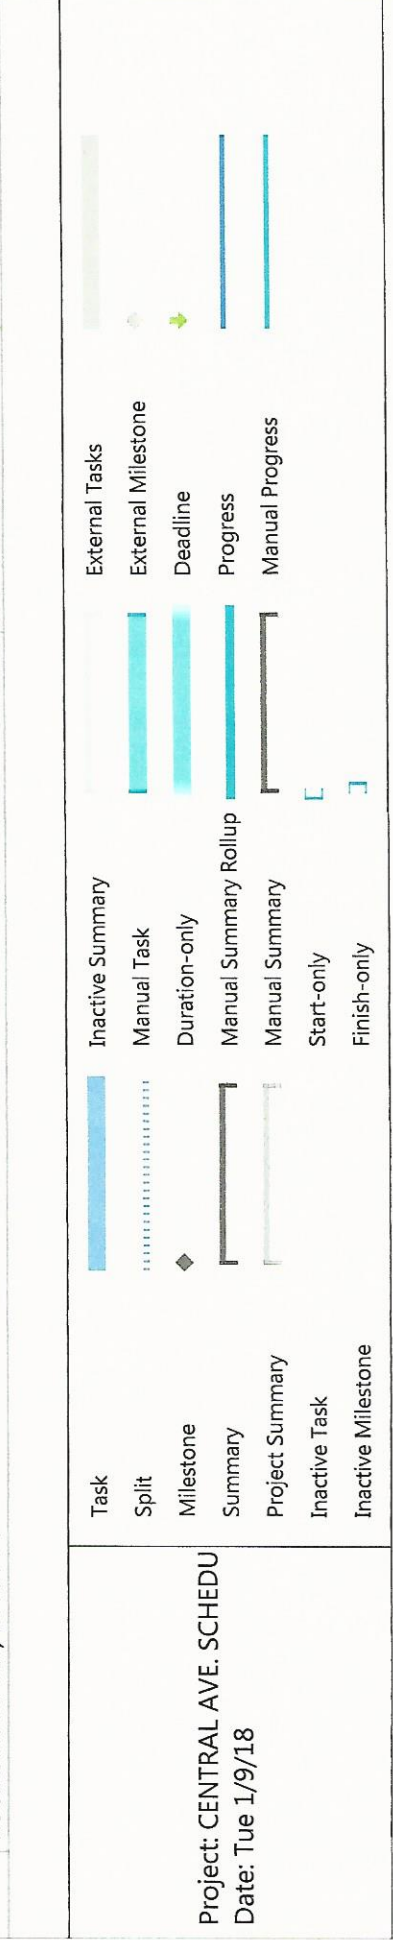 Project: CENTRAL AVE. SCHEDU
Date: Tue 1/9/18
Task
Split
Milestone
Summary
Project Summary
Inactive Task
Inactive Milestone
Inactive Summary
Manual Task
Duration-only
Manual Summary Rollup
Manual Summary
Start-only
Finish-only
External Tasks
External Milestone
Deadline
Progress
Manual Progress